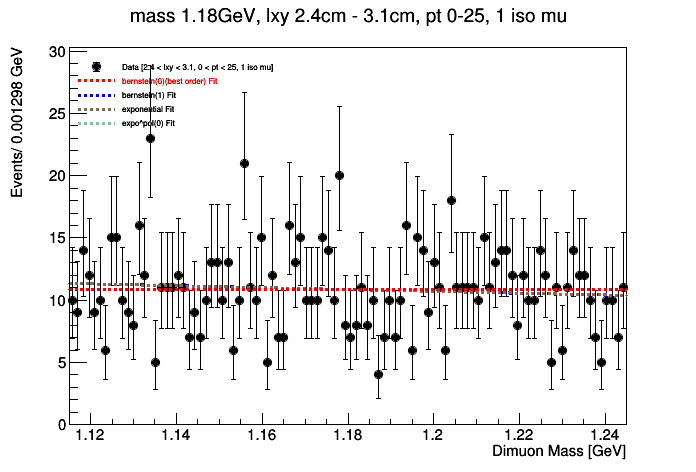 mass 1.18GeV, lxy 2.4cm - 3.1cm, pt 0-25, 1 iso mu
Events/ 0.001298 GeV
30
25
20
15
10
5
0
Data [2.4 < lxy < 3.1, 0 < pt < 25, 1 iso mu]
bernstein(0)(best order) Fit
bernstein(1) Fit
exponential Fit
expo*pol(0) Fit
1.12 1.14 1.16 1.18 1.2 1.22 1.24
Dimuon Mass [GeV]